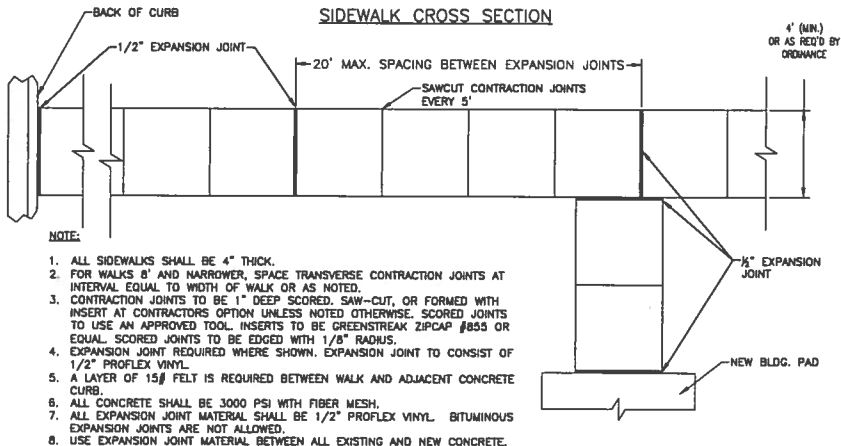 SIDEWALK CROSS SECTION
BACK OF CURB
1/2" EXPANSION JOINT
20' MAX. SPACING BETWEEN EXPANSION JOINTS
4' (MIN.)
OR AS REQ'D BY
ORDINANCE
SAWCUT CONTRACTION JOINTS
EVERY 5'
NOTE:
1. ALL SIDEWALKS SHALL BE 4" THICK.
2. FOR WALKS 8' AND NARROWER, SPACE TRANSVERSE CONTRACTION JOINTS AT
INTERVAL EQUAL TO WIDTH OF WALK OR AS NOTED.
3. CONTRACTION JOINTS TO BE 1" DEEP SCORED. SAW-CUT, OR FORMED WITH
INSERT AT CONTRACTORS OPTION UNLESS NOTED OTHERWISE. SCORED JOINTS
TO USE AN APPROVED TOOL. INSERTS TO BE GREENSTREAK ZIPCAP #855 OR
EQUAL. SCORED JOINTS TO BE EDGED WITH 1/8" RADIUS.
4. EXPANSION JOINT REQUIRED WHERE SHOWN. EXPANSION JOINT TO CONSIST OF
1/2" PROFLEX VINYL.
5. A LAYER OF 15# FELT IS REQUIRED BETWEEN WALK AND ADJACENT CONCRETE
CURB.
6. ALL CONCRETE SHALL BE 3000 PSI WITH FIBER MESH.
7. ALL EXPANSION JOINT MATERIAL SHALL BE 1/2" PROFLEX VINYL. BITUMINOUS
EXPANSION JOINTS ARE NOT ALLOWED.
8. USE EXPANSION JOINT MATERIAL BETWEEN ALL EXISTING AND NEW CONCRETE.
½" EXPANSION
JOINT
NEW BLDG. PAD